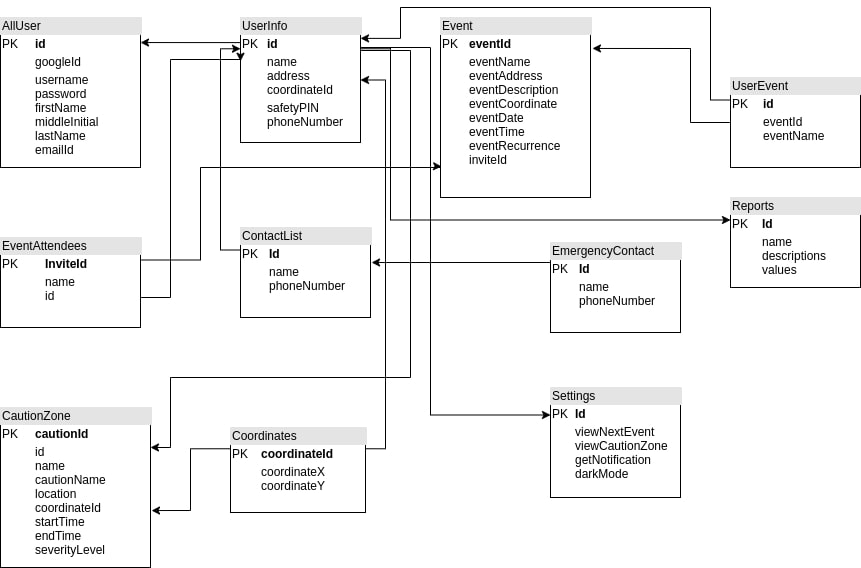 AllUser
PK id
googleId
username
password
firstName
middleInitial
lastName
emailId
UserInfo
PK id
name
address
coordinateId
safetyPIN
phoneNumber
Event
PK eventId
eventName
eventAddress
eventDescription
eventCoordinate
eventDate
eventTime
eventRecurrence
inviteId
UserEvent
PK id
eventId
eventName
Reports
PK Id
name
descriptions
values
EventAttendees
PK InviteId
name
id
ContactList
PK Id
name
phoneNumber
EmergencyContact
PK Id
name
phoneNumber
CautionZone
PK cautionId
id
name
cautionName
location
coordinateId
startTime
endTime
severityLevel
Coordinates
PK coordinateId
coordinateX
coordinateY
Settings
PK Id
viewNextEvent
viewCautionZone
getNotification
darkMode